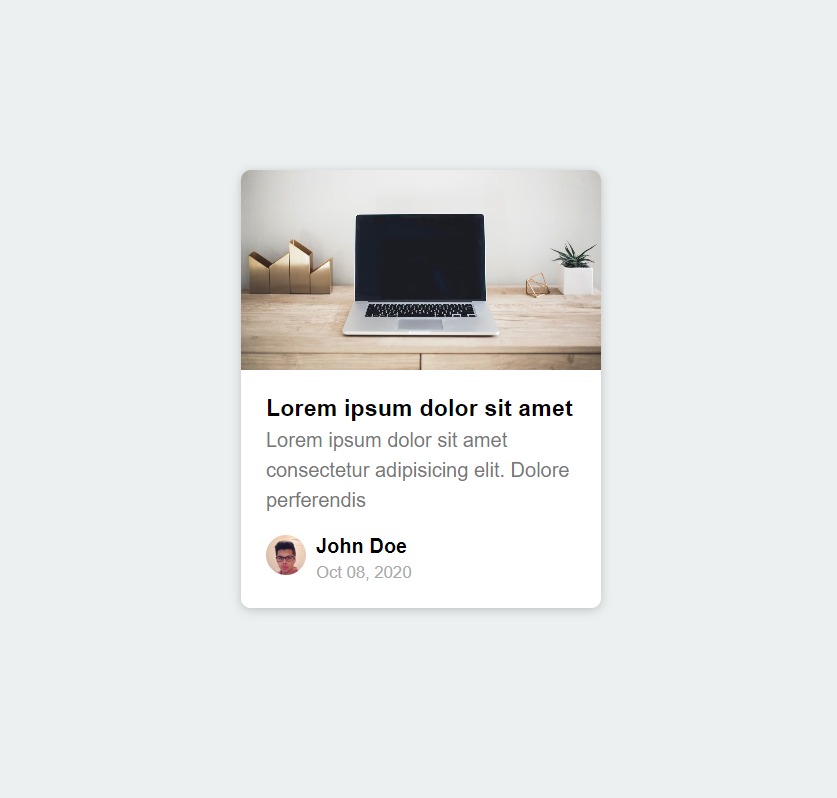 Lorem ipsum dolor sit amet
Lorem ipsum dolor sit amet
consectetur adipisicing elit. Dolore
perferendis
John Doe
Oct 08, 2020